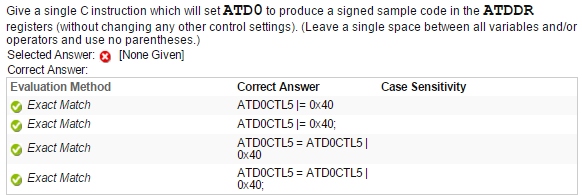 Give a single C instruction which will set ATD0 to produce a signed sample code in the ATDDR
registers (without changing any other control settings). (Leave a single space between all variables and/or
operators and use no parentheses.)
Selected Answer: [None Given]
Correct Answer:
Evaluation Method Correct Answer Case Sensitivity
Exact Match ATD0CTL5 |= 0x40
Exact Match ATD0CTL5 |= 0x40;
Exact Match ATD0CTL5 = ATD0CTL5 |
0x40
Exact Match ATD0CTL5 = ATD0CTL5 |
0x40;